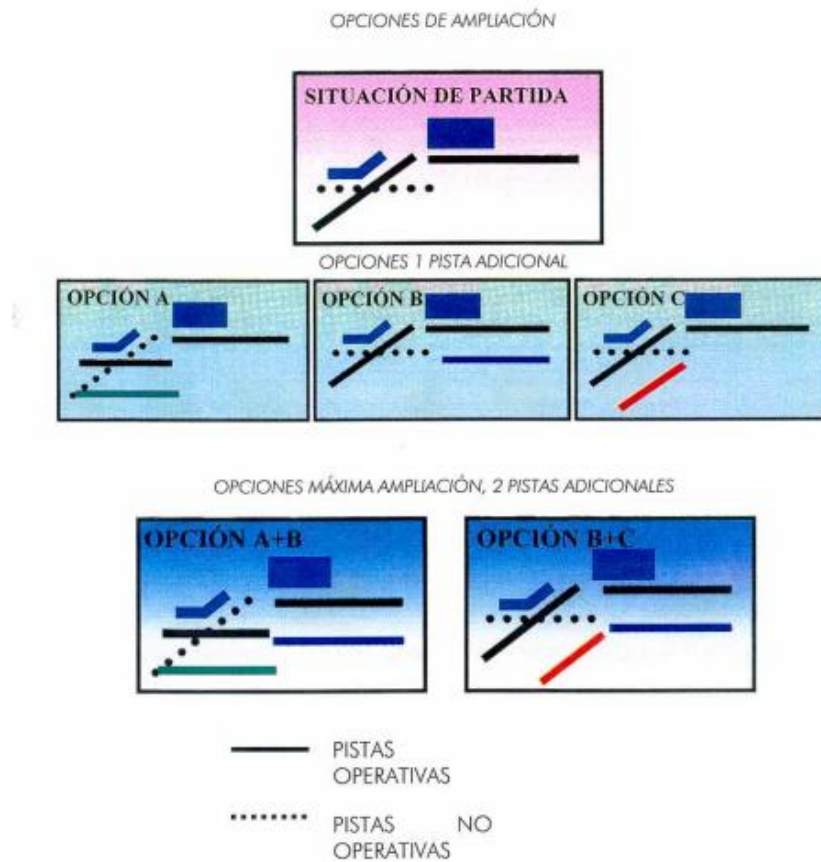 OPCIONES DE AMPLIACIÓN
SITUACIÓN DE PARTIDA
OPCIONES 1 PISTA ADICIONAL
OPCIÓN A
OPCIÓN B
OPCIÓN C
OPCIONES MÁXIMA AMPLIACIÓN, 2 PISTAS ADICIONALES
OPCIÓN A+B
OPCIÓN B+C
PISTAS
OPERATIVAS
PISTAS NO
OPERATIVAS